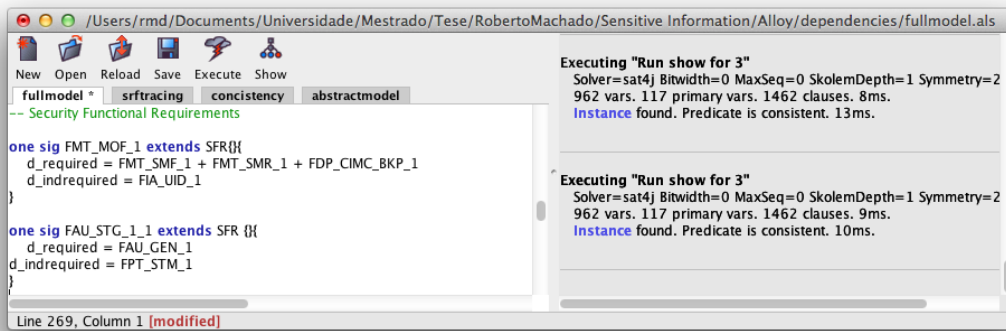 /Users/rmd/Documents/Universidade/Mestrado/Tese/RobertoMachado/Sensitive Information/Alloy/dependencies/fullmodel.als
New Open Reload Save Execute Show
fullmodel * srftracing concistency abstractmodel
-- Security Functional Requirements
one sig FMT_MOF_1 extends SFR{}{
d_required = FMT_SMF_1 + FMT_SMR_1 + FDP_CIMC_BKP_1
d_indrequired = FIA_UID_1
}
one sig FAU_STG_1_1 extends SFR {}{
d_required = FAU_GEN_1
d_indrequired = FPT_STM_1
}
Executing "Run show for 3"
Solver=sat4j Bitwidth=0 MaxSeq=0 SkolemDepth=1 Symmetry=2
962 vars. 117 primary vars. 1462 clauses. 8ms.
Instance found. Predicate is consistent. 13ms.
Executing "Run show for 3"
Solver=sat4j Bitwidth=0 MaxSeq=0 SkolemDepth=1 Symmetry=2
962 vars. 117 primary vars. 1462 clauses. 9ms.
Instance found. Predicate is consistent. 10ms.
Line 269, Column 1 [modified]